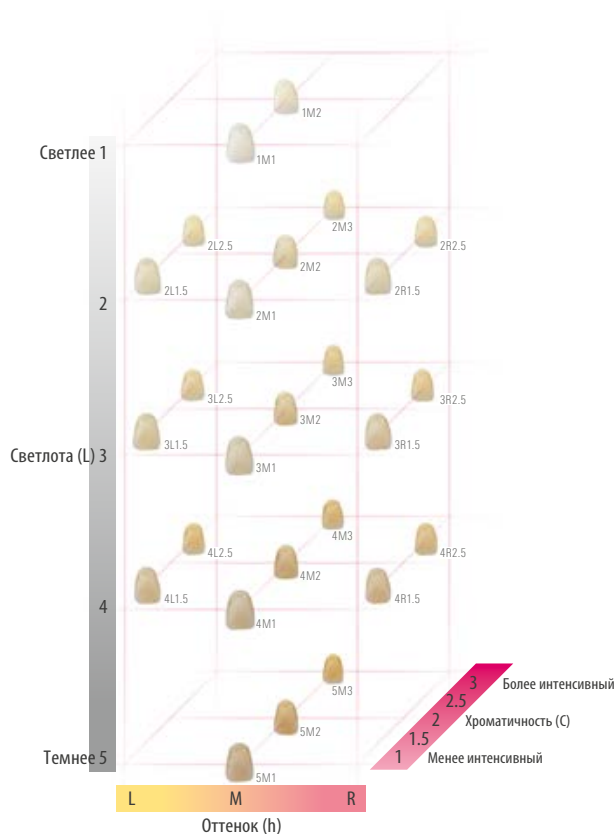 1M2
Светлее 1
1M1
2M3
2L2.5
2R2.5
2M2
2L1.5
2R1.5
2
2M1
3M3
3L2.5
3R2.5
3M2
3L1.5
3R1.5
Светлота (L) 3
3M1
4M3
4L2.5
4R2.5
4M2
4L1.5
4R1.5
4
4M1
5M3
3 Более интенсивный
2.5
5M2
2 Хроматичность (C)
1.5
Темнее 5
1 Менее интенсивный
5M1
L M R
Оттенок (h)